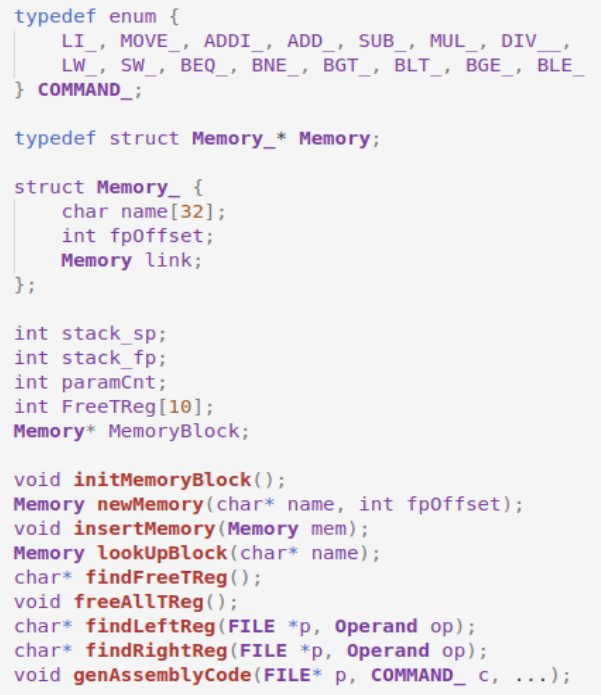 typedef enum {
    LI_, MOVE_, ADDI_, ADD_, SUB_, MUL_, DIV__,
    LW_, SW_, BEQ_, BNE_, BGT_, BLT_, BGE_, BLE_
} COMMAND_;

typedef struct Memory_* Memory;

struct Memory_ {
    char name[32];
    int fpOffset;
    Memory link;
};

int stack_sp;
int stack_fp;
int paramCnt;
int FreeTReg[10];
Memory* MemoryBlock;

void initMemoryBlock();
Memory newMemory(char* name, int fpOffset);
void insertMemory(Memory mem);
Memory lookUpBlock(char* name);
char* findFreeTReg();
void freeAllTReg();
char* findLeftReg(FILE *p, Operand op);
char* findRightReg(FILE *p, Operand op);
void genAssemblyCode(FILE* p, COMMAND_ c, ...);